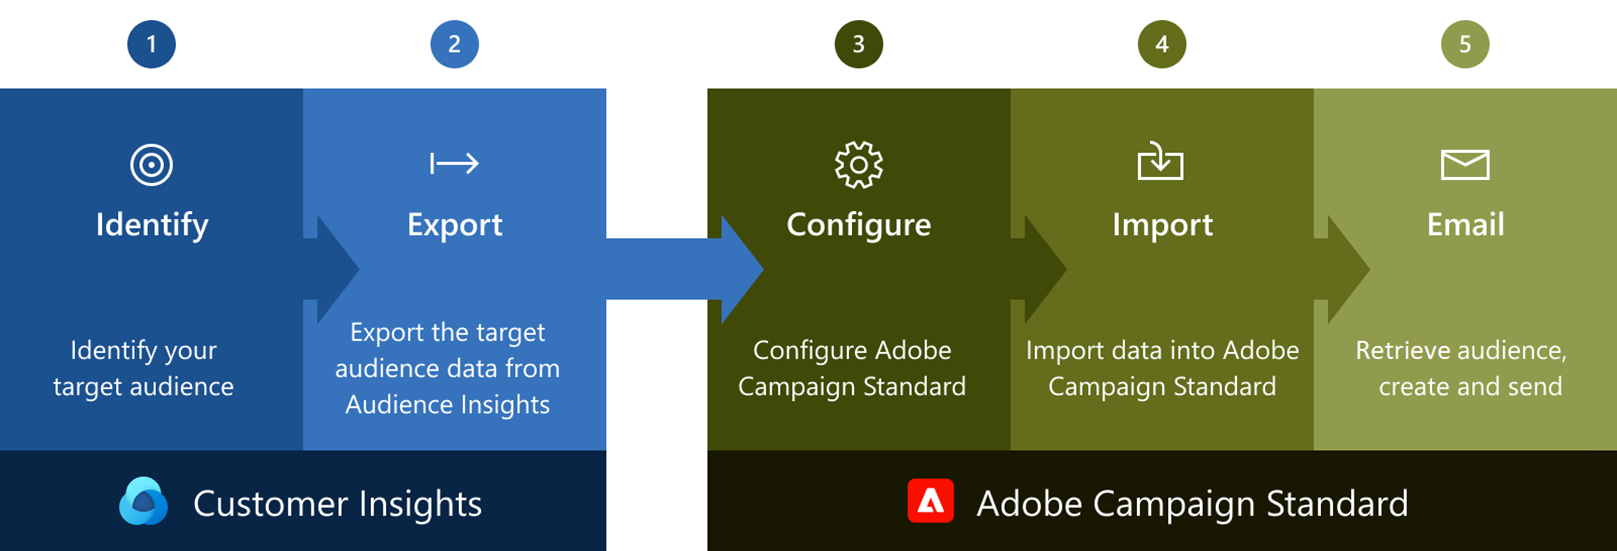 1
2
3
4
5
Identify
Identify your
target audience
Export
Export the target
audience data from
Audience Insights
Configure
Configure Adobe
Campaign Standard
Import
Import data into Adobe
Campaign Standard
Email
Retrieve audience,
create and send
Customer Insights
Adobe Campaign Standard